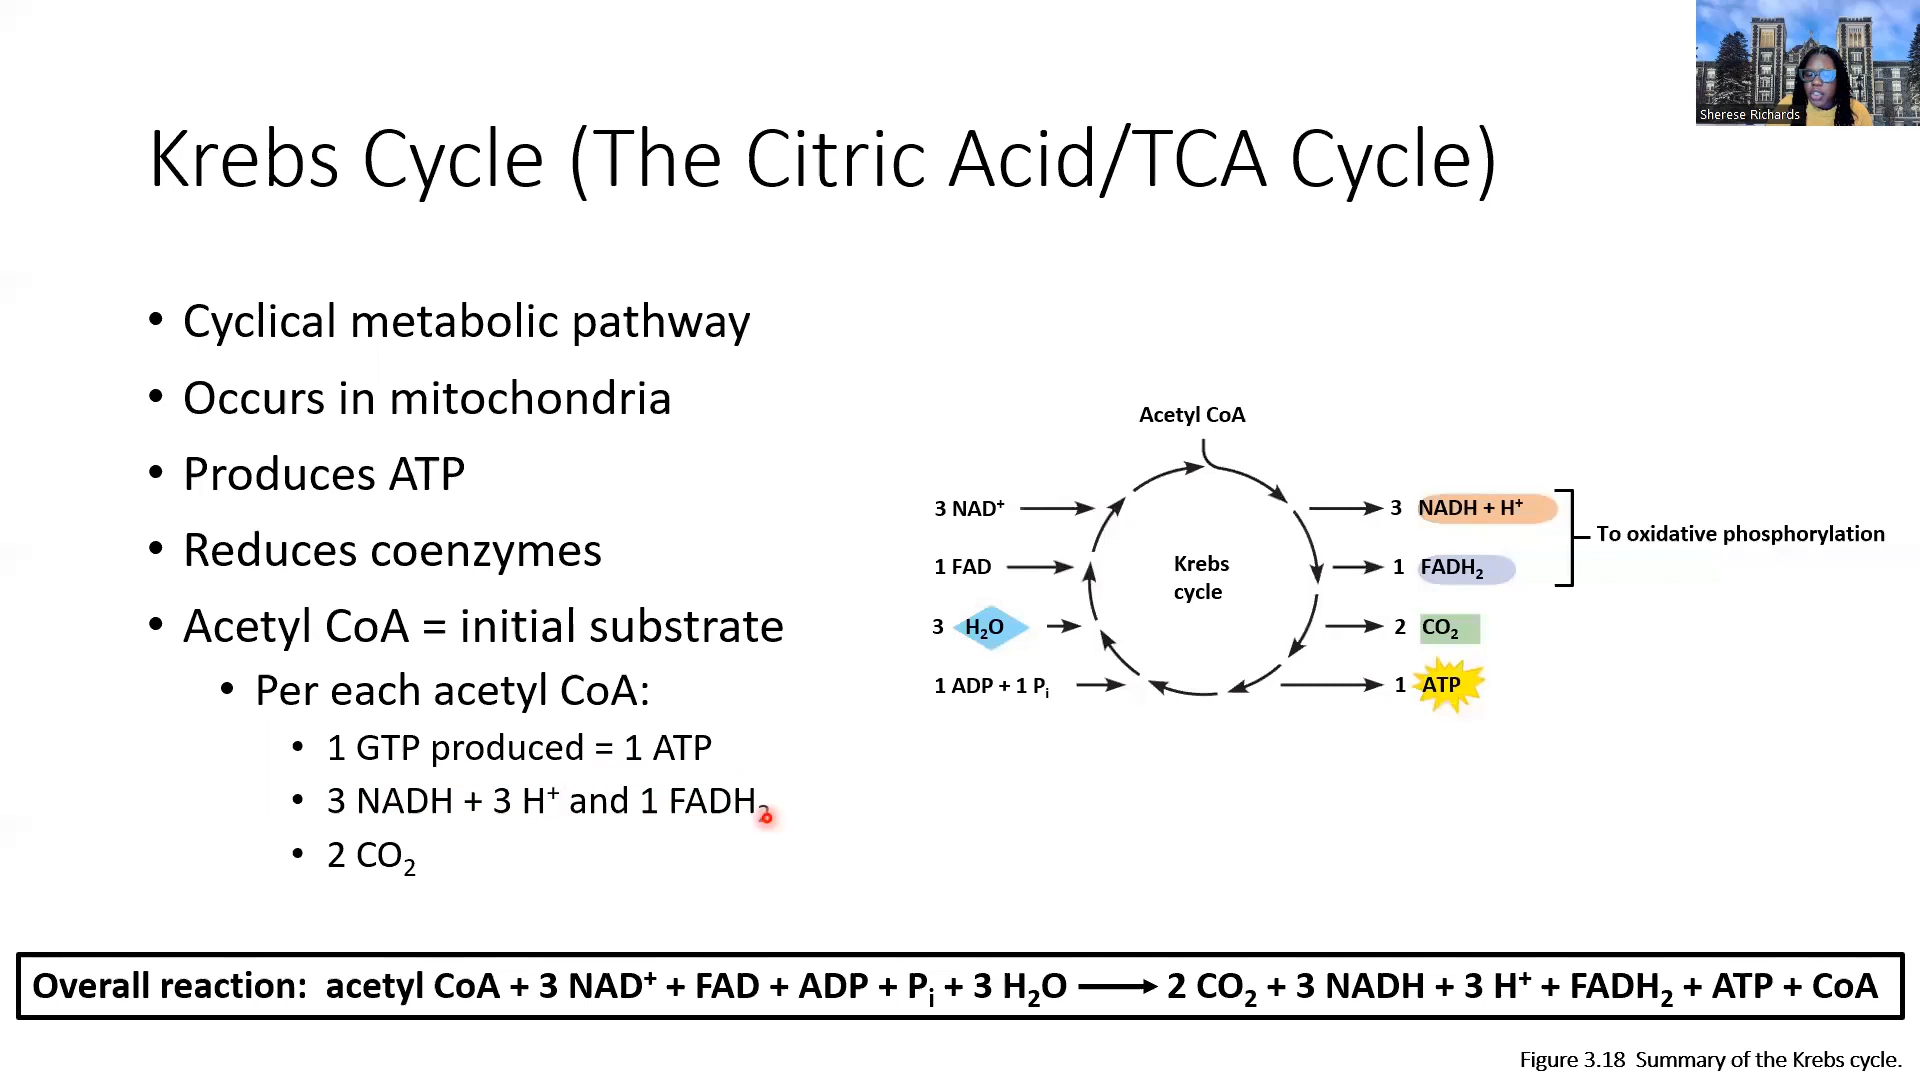 Sherese Richards
Krebs Cycle (The Citric Acid/TCA Cycle)
• Cyclical metabolic pathway
• Occurs in mitochondria
• Produces ATP
• Reduces coenzymes
• Acetyl CoA = initial substrate
• Per each acetyl CoA:
• 1 GTP produced = 1 ATP
• 3 NADH + 3 H⁺ and 1 FADH₂
• 2 CO₂
Acetyl CoA
3 NAD⁺
3 NADH + H⁺
To oxidative phosphorylation
1 FAD
Krebs
cycle
1 FADH₂
3 H₂O
2 CO₂
1 ADP + 1 Pᵢ
1 ATP
Overall reaction: acetyl CoA + 3 NAD⁺ + FAD + ADP + Pᵢ + 3 H₂O ⟶ 2 CO₂ + 3 NADH + 3 H⁺ + FADH₂ + ATP + CoA
Figure 3.18 Summary of the Krebs cycle.